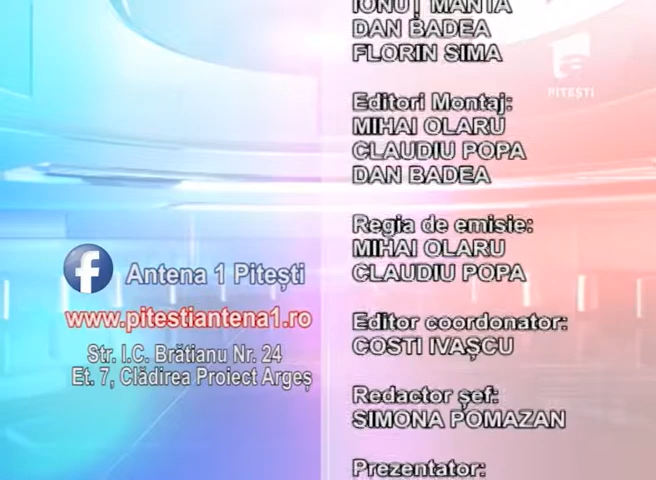 IONUȚ MANTA
DAN BADEA
FLORIN SIMA
PITEȘTI
Editori Montaj:
MIHAI OLARU
CLAUDIU POPA
DAN BADEA
Regia de emisie:
MIHAI OLARU
CLAUDIU POPA
Editor coordonator:
COSTI IVAȘCU
Redactor șef:
SIMONA POMAZAN
Prezentator:
Antena 1 Pitești
www.pitestiantena1.ro
Str. I.C. Brătianu Nr. 24
Et. 7, Clădirea Proiect Argeș